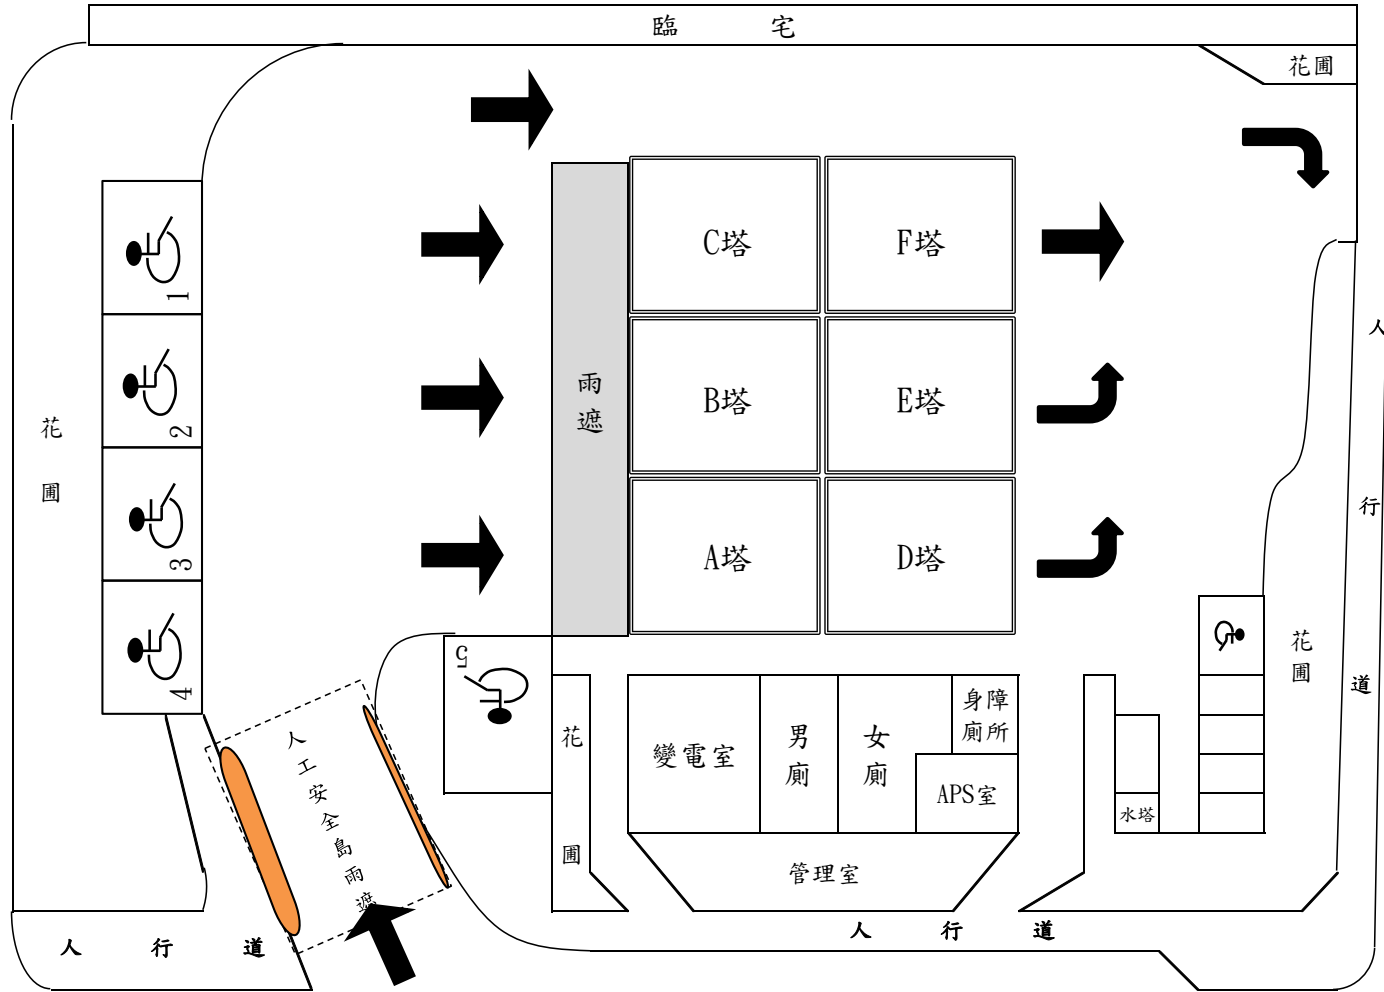 臨宅
花圃
1
2
3
4
花圃
雨遮
C塔
F塔
B塔
E塔
A塔
D塔
人行道
花圃
5
人工安全島雨遮
花圃
變電室
男廁
女廁
身障廁所
APS室
水塔
管理室
人行道
人行道